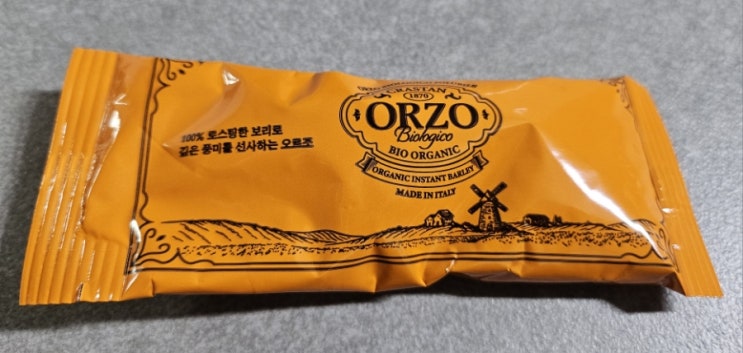 100% 로스팅한 보리로
깊은 풍미를 선사하는 오르조
CRASTAN
1870
ORZO
Biologico
BIO ORGANIC
ORGANIC INSTANT BARLEY
MADE IN ITALY